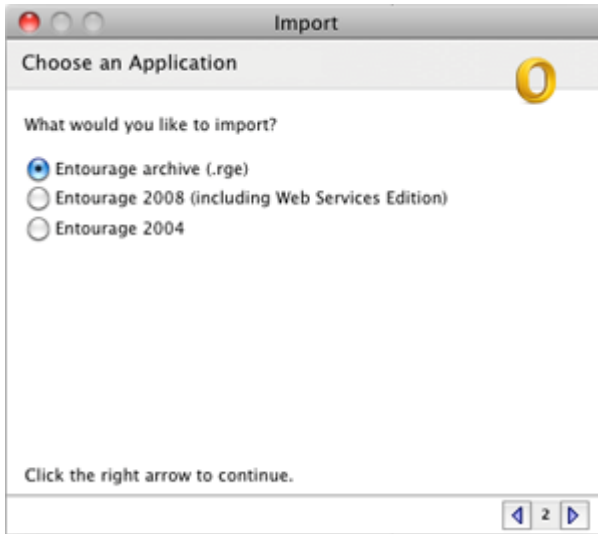 Import
Choose an Application
What would you like to import?
Entourage archive (.rge)
Entourage 2008 (including Web Services Edition)
Entourage 2004
Click the right arrow to continue.
2